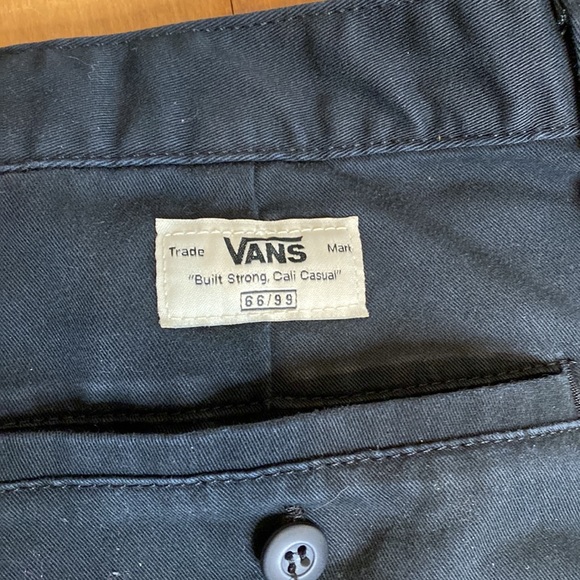 Trade VANS Mark
"Built Strong, Cali Casual"
66/99